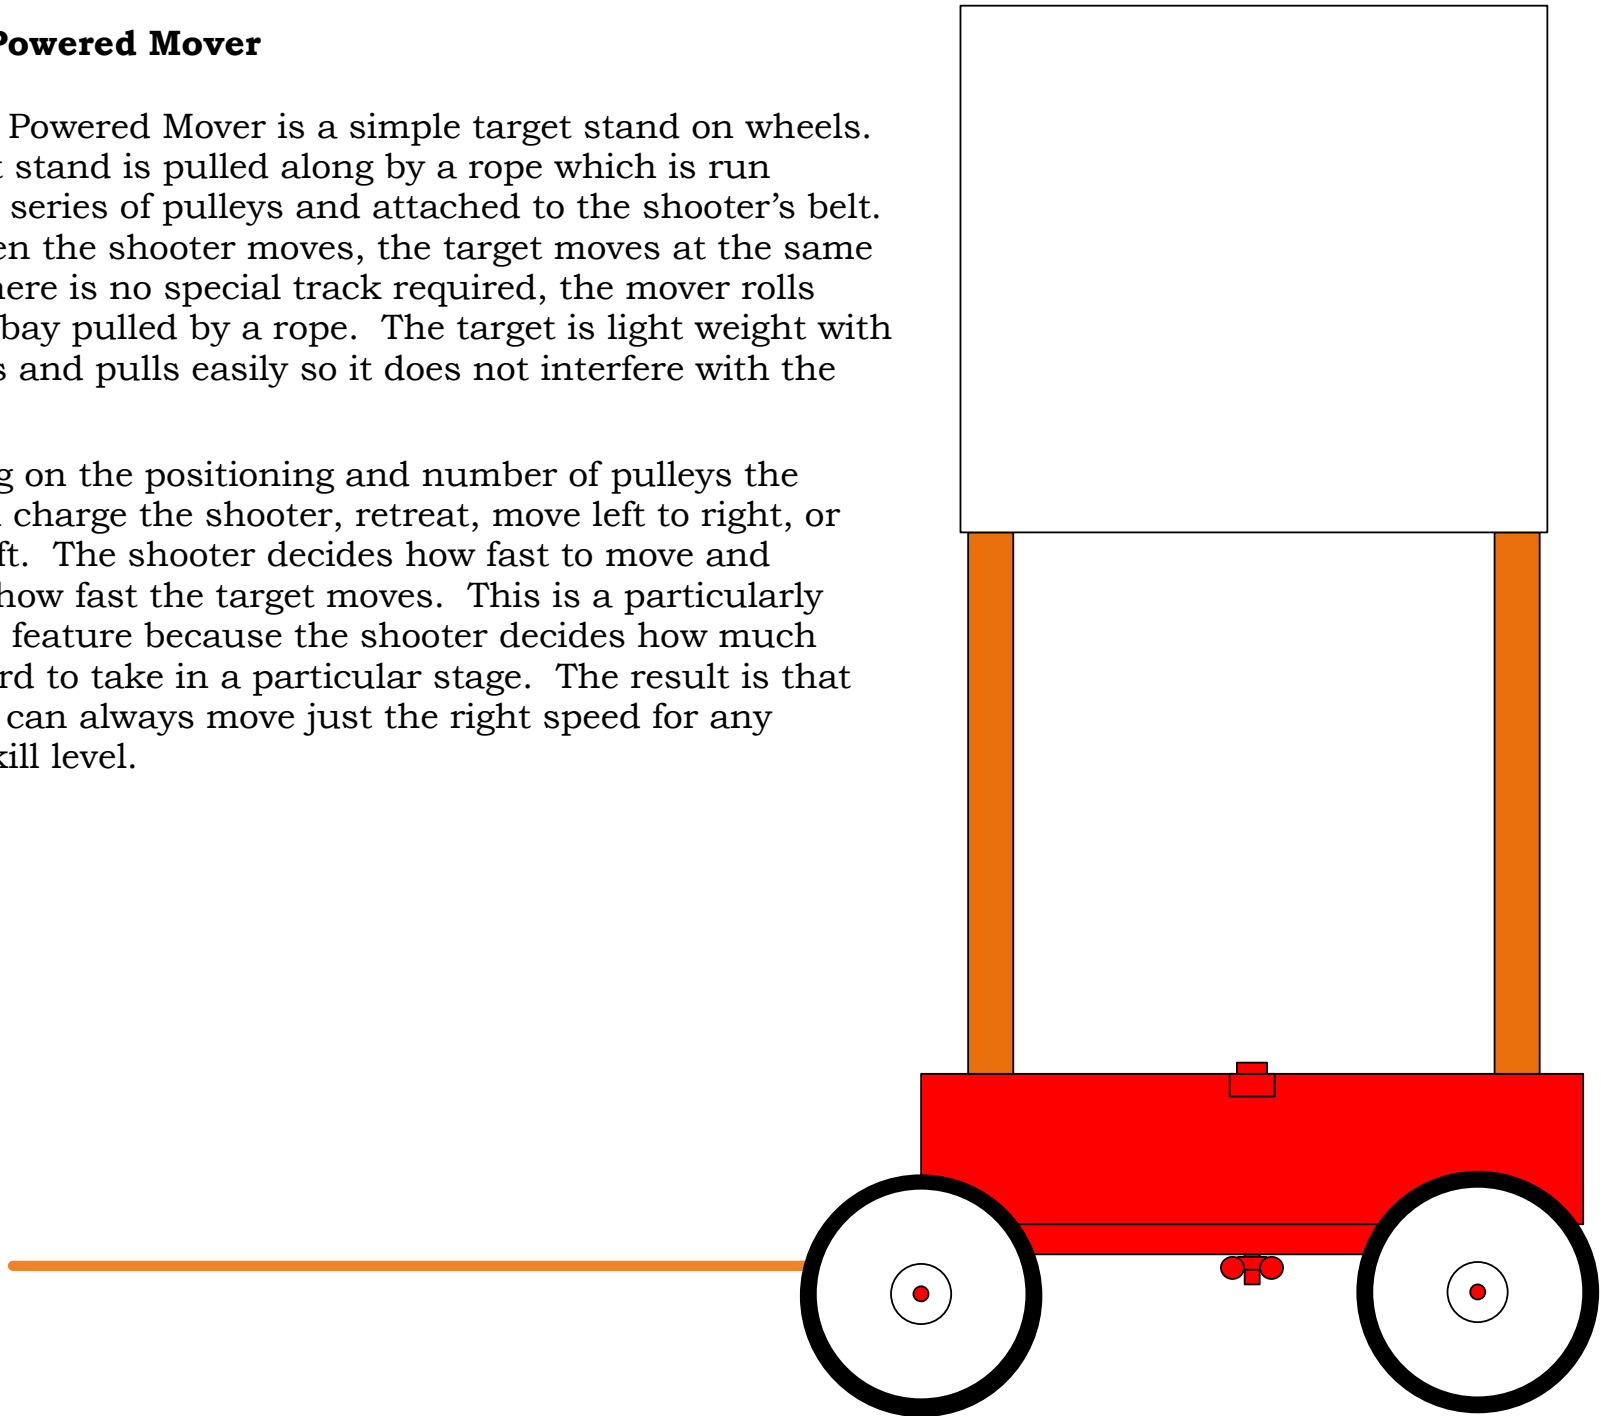 Powered Mover
Powered Mover is a simple target stand on wheels.
stand is pulled along by a rope which is run
series of pulleys and attached to the shooter's belt.
the shooter moves, the target moves at the same
is no special track required, the mover rolls
bay pulled by a rope. The target is light weight with
and pulls easily so it does not interfere with the
on the positioning and number of pulleys the
charge the shooter, retreat, move left to right, or
The shooter decides how fast to move and
how fast the target moves. This is a particularly
feature because the shooter decides how much
to take in a particular stage. The result is that
can always move just the right speed for any
level.